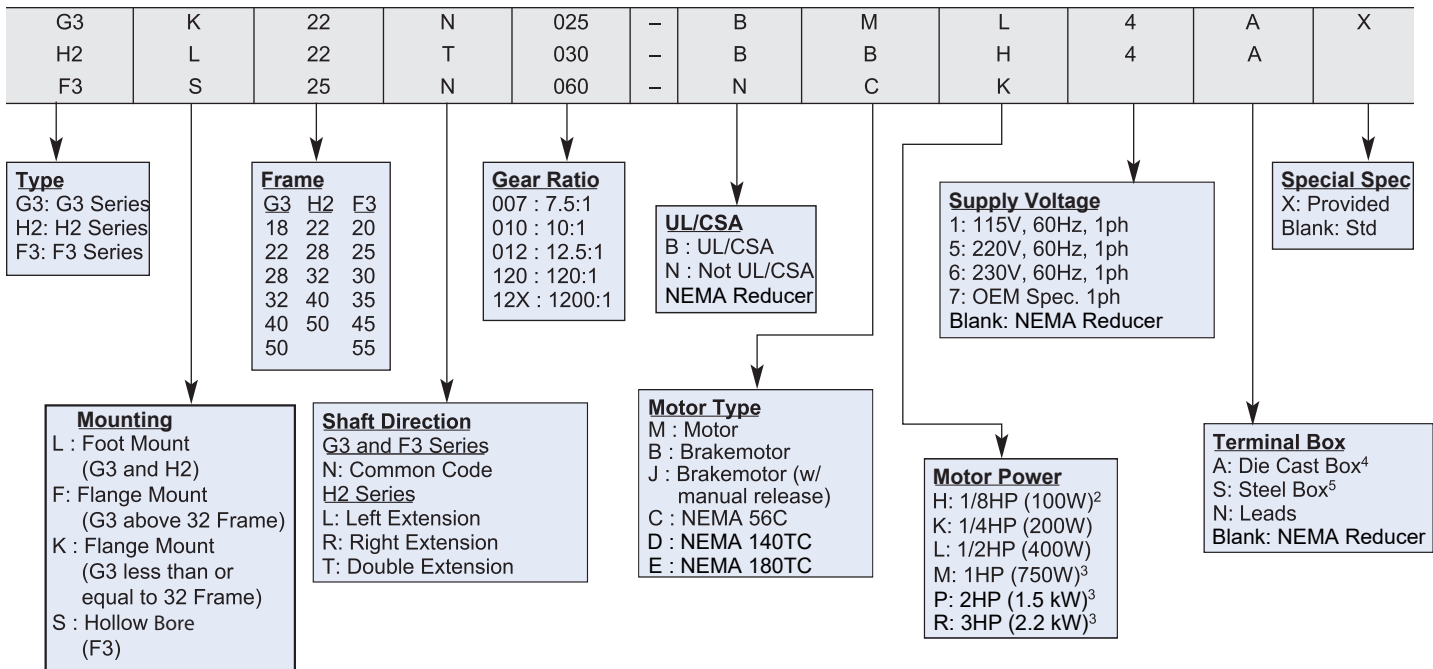 G3 K 22 N 025 – B M L 4 A X
H2 L 22 T 030 – B B H 4 A
F3 S 25 N 060 – N C K
Type
G3: G3 Series
H2: H2 Series
F3: F3 Series
Frame
G3 H2 F3
18 22 20
22 28 25
28 32 30
32 40 35
40 50 45
50 55
Gear Ratio
007 : 7.5:1
010 : 10:1
012 : 12.5:1
120 : 120:1
12X : 1200:1
UL/CSA
B : UL/CSA
N : Not UL/CSA
NEMA Reducer
Supply Voltage
1: 115V, 60Hz, 1ph
5: 220V, 60Hz, 1ph
6: 230V, 60Hz, 1ph
7: OEM Spec. 1ph
Blank: NEMA Reducer
Special Spec
X: Provided
Blank: Std
Mounting
L : Foot Mount
(G3 and H2)
F: Flange Mount
(G3 above 32 Frame)
K : Flange Mount
(G3 less than or
equal to 32 Frame)
S : Hollow Bore
(F3)
Shaft Direction
G3 and F3 Series
N: Common Code
H2 Series
L: Left Extension
R: Right Extension
T: Double Extension
Motor Type
M : Motor
B : Brakemotor
J : Brakemotor (w/
manual release)
C : NEMA 56C
D : NEMA 140TC
E : NEMA 180TC
Motor Power
H: 1/8HP (100W)²
K: 1/4HP (200W)
L: 1/2HP (400W)
M: 1HP (750W)³
P: 2HP (1.5 kW)³
R: 3HP (2.2 kW)³
Terminal Box
A: Die Cast Box⁴
S: Steel Box⁵
N: Leads
Blank: NEMA Reducer